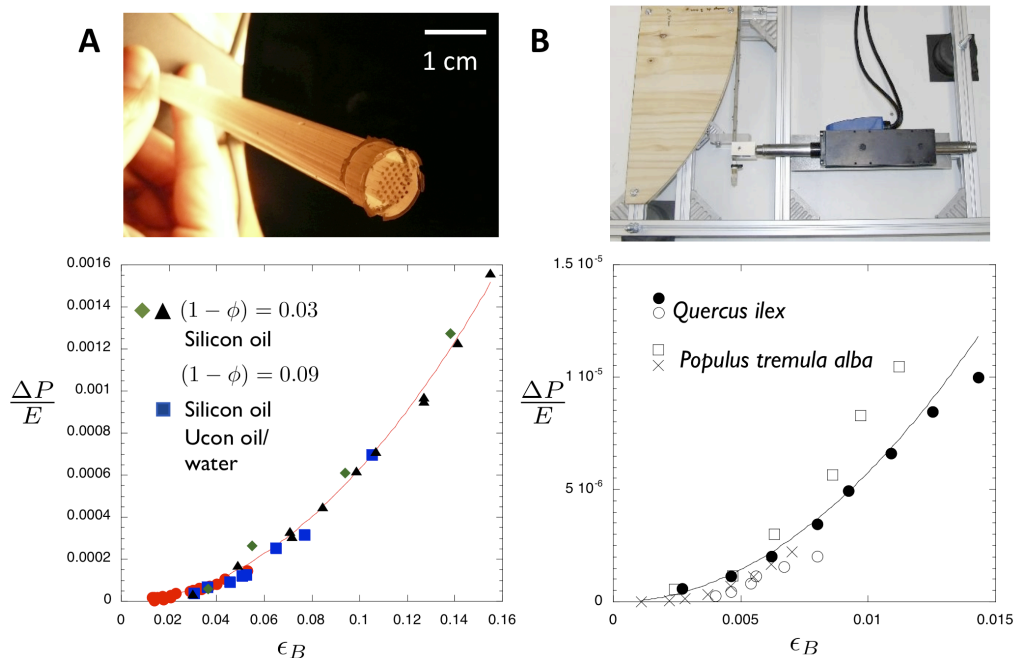 A
1 cm
B
0.0016
0.0014
0.0012
0.001
0.0008
0.0006
0.0004
0.0002
0
ΔP/E
(1 − ϕ) = 0.03
Silicon oil
(1 − ϕ) = 0.09
Silicon oil
Ucon oil/
water
0 0.02 0.04 0.06 0.08 0.1 0.12 0.14 0.16
ϵ_B
1.5 10⁻⁵
1 10⁻⁵
5 10⁻⁶
0
ΔP/E
Quercus ilex
Populus tremula alba
0 0.005 0.01 0.015
ϵ_B